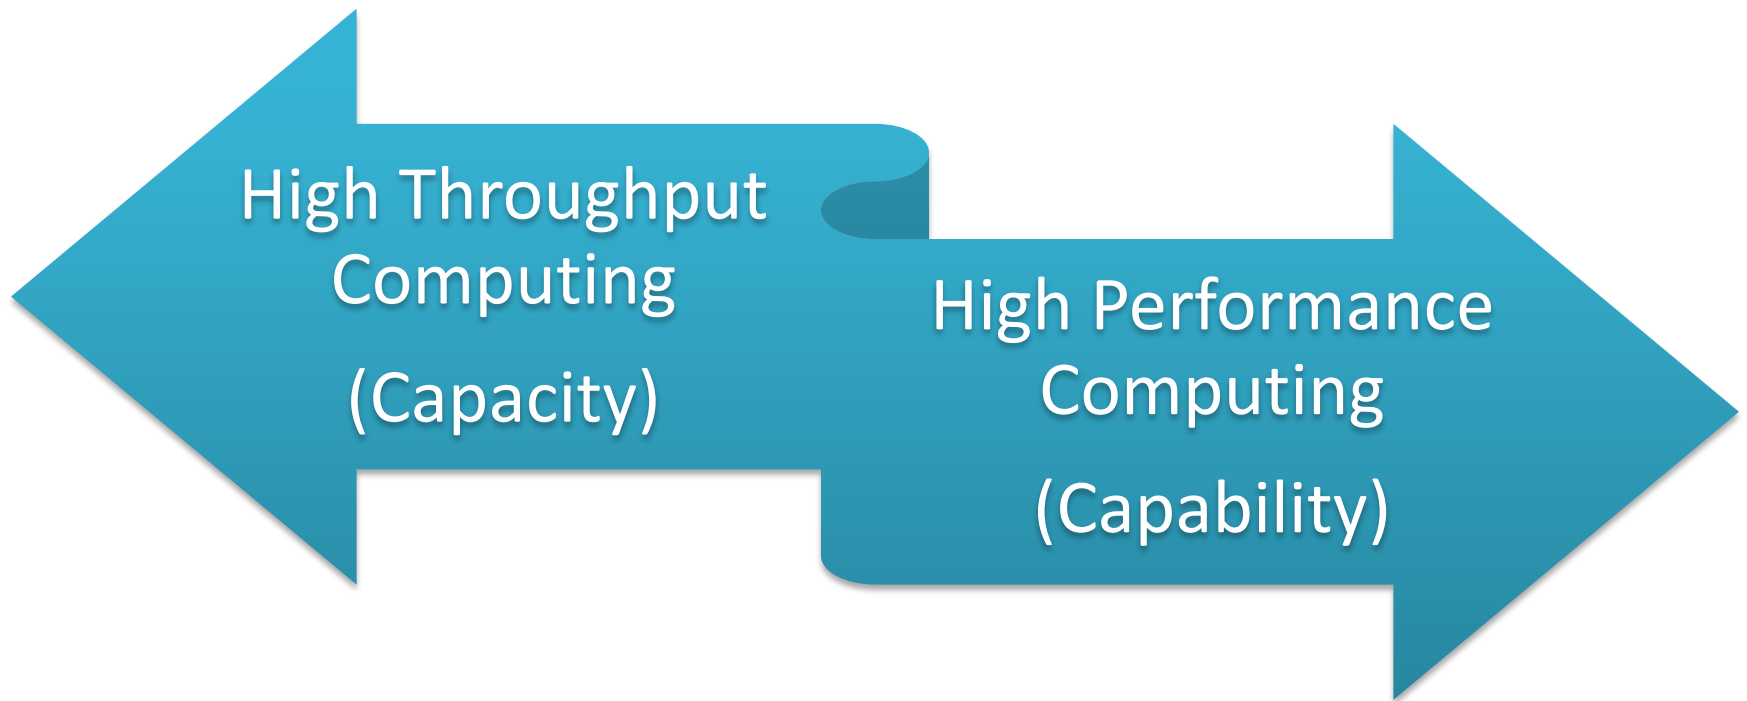 High Throughput
Computing
(Capacity)
High Performance
Computing
(Capability)